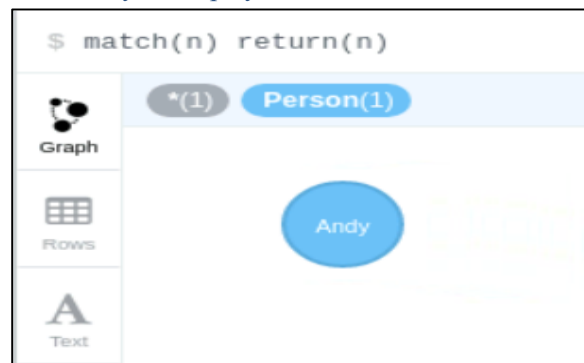 $ match(n) return(n)
*(1) Person(1)
Graph
Andy
Rows
Text